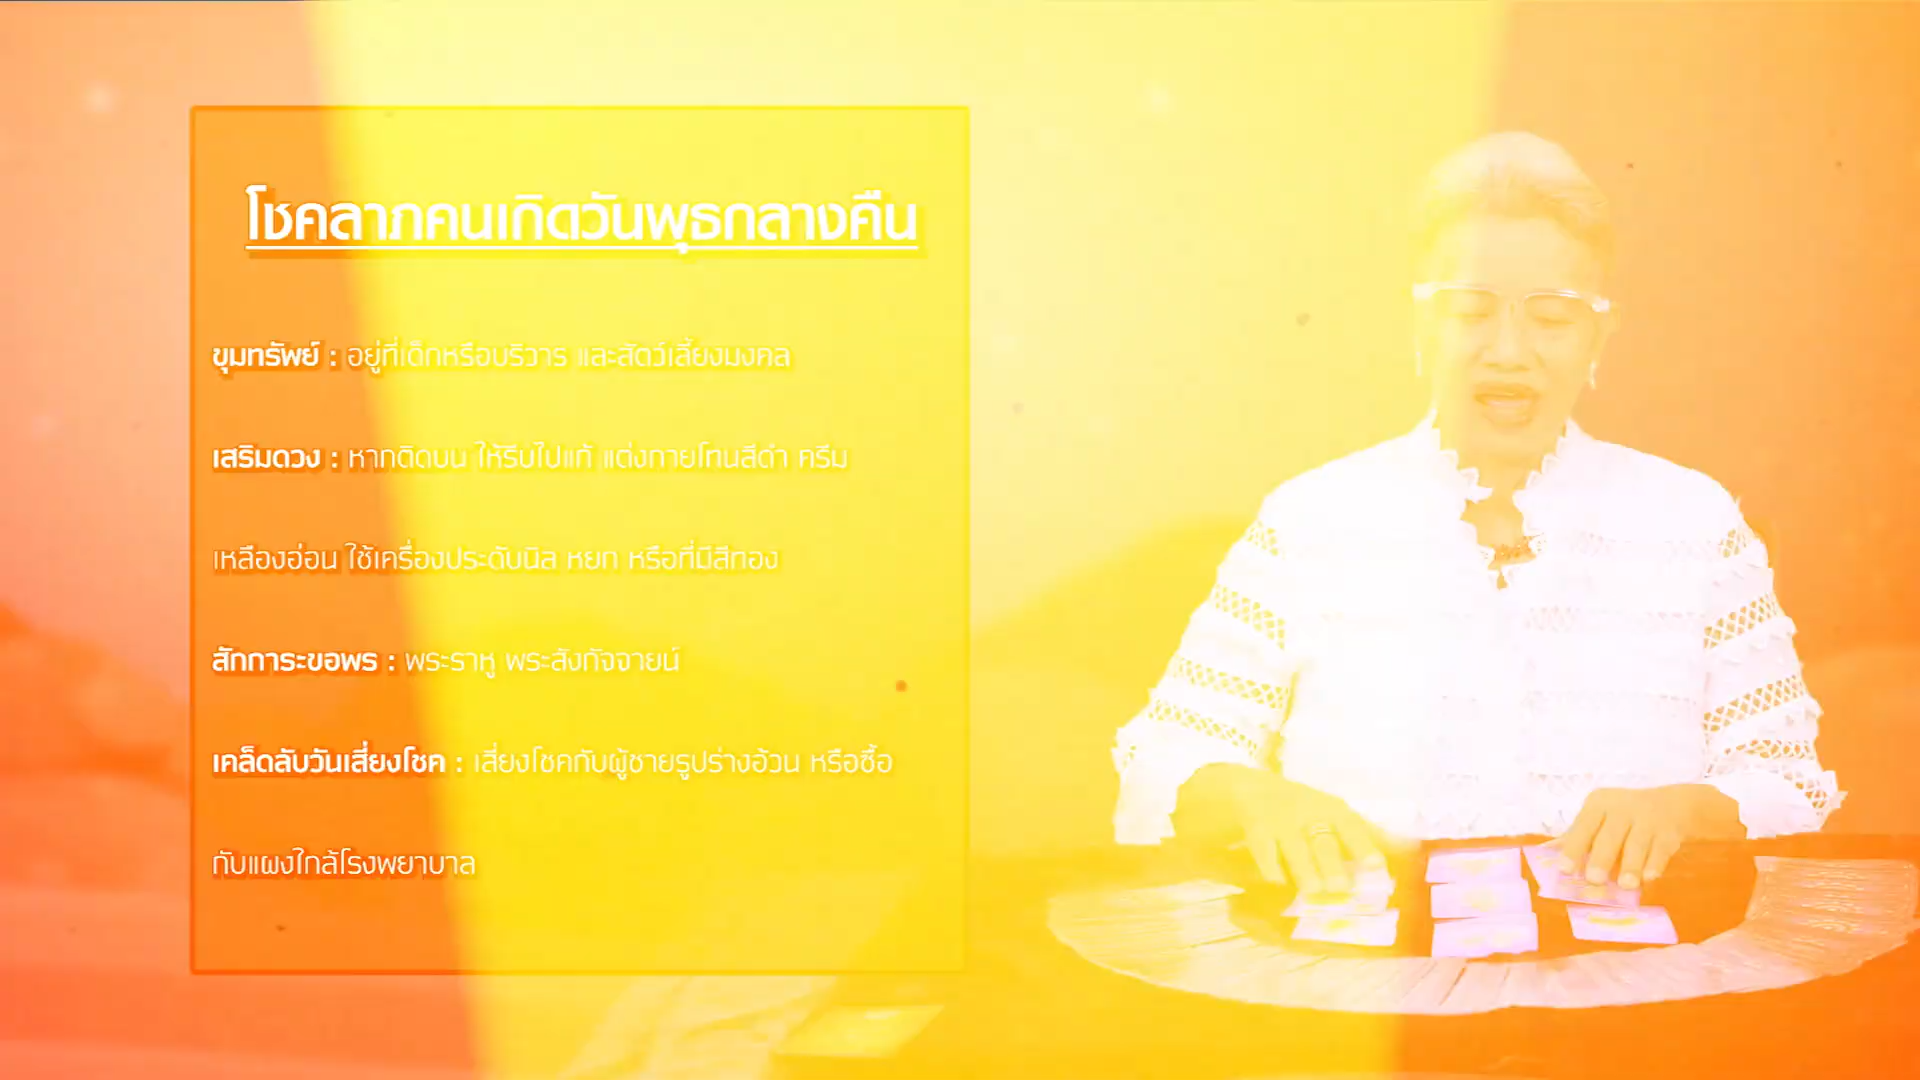 โชคลาภคนเกิดวันพุธกลางคืน
ขุมทรัพย์ : อยู่ที่เด็กหรือบริวาร และสัตว์เลี้ยงมงคล
เสริมดวง : หากติดบน ให้รีบไปแก้ แต่งกายโทนสีดำ ครีม
เหลืองอ่อน ใช้เครื่องประดับนิล หยก หรือที่มีสีทอง
สักการะขอพร : พระราหู พระสังกัจจายน์
เคล็ดลับวันเสี่ยงโชค : เสี่ยงโชคกับผู้ชายรูปร่างอ้วน หรือซื้อ
กับแผงใกล้โรงพยาบาล